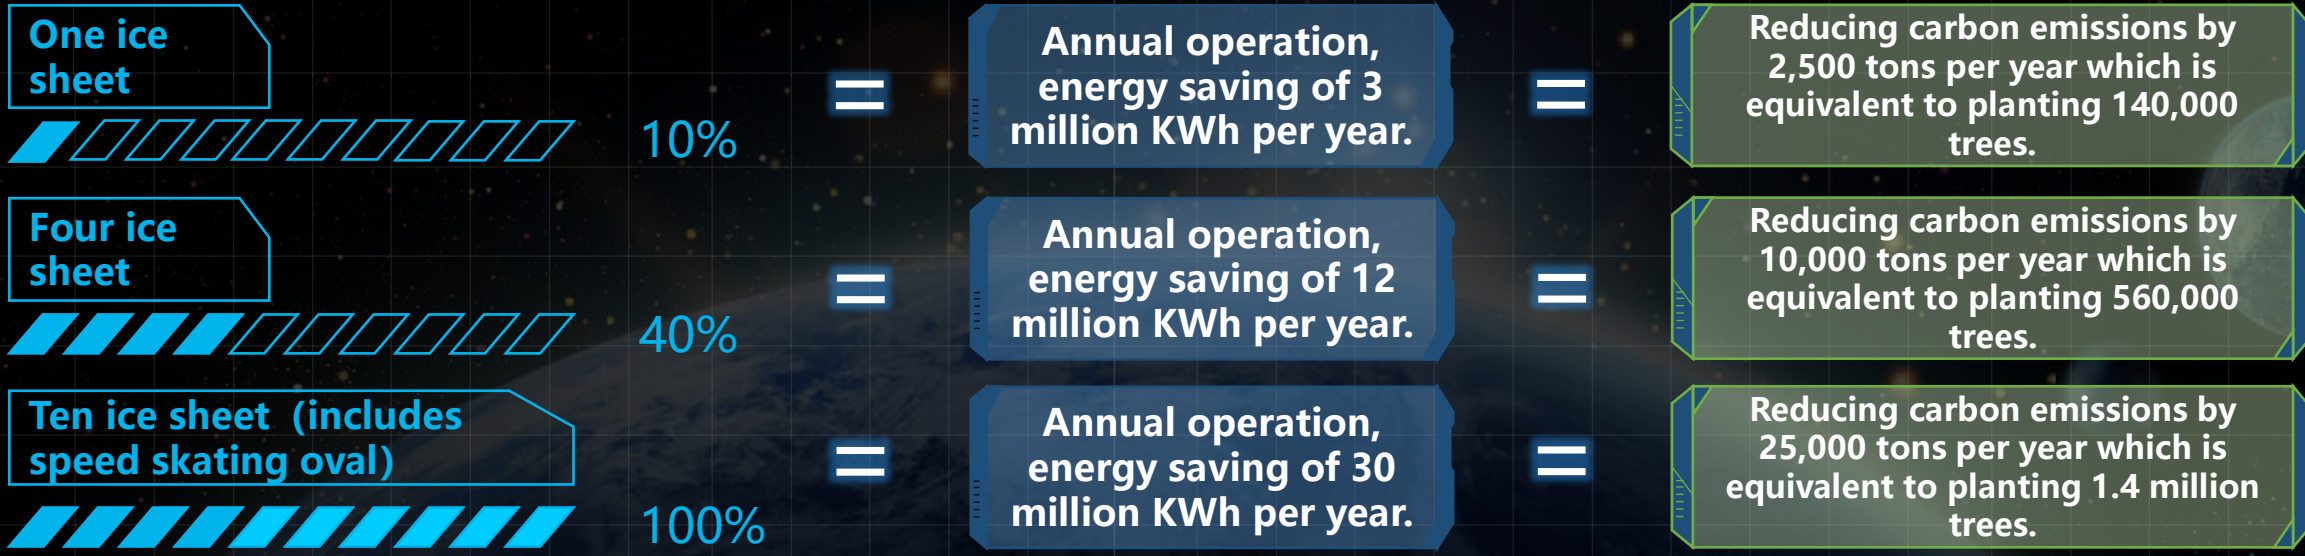 One ice
sheet
10%
=
Annual operation,
energy saving of 3
million KWh per year.
=
Reducing carbon emissions by
2,500 tons per year which is
equivalent to planting 140,000
trees.
Four ice
sheet
40%
=
Annual operation,
energy saving of 12
million KWh per year.
=
Reducing carbon emissions by
10,000 tons per year which is
equivalent to planting 560,000
trees.
Ten ice sheet (includes
speed skating oval)
100%
=
Annual operation,
energy saving of 30
million KWh per year.
=
Reducing carbon emissions by
25,000 tons per year which is
equivalent to planting 1.4 million
trees.